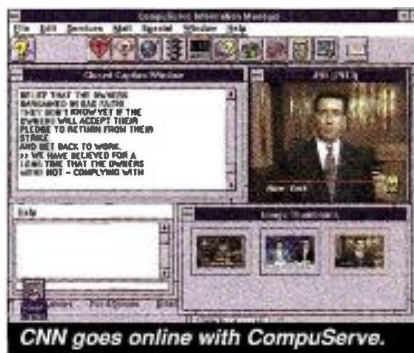 CompuServe Information Manager
File Edit Services Mail Special Window Help
Closed Caption Window
BELIEF THAT THE OWNERS
BARGAINED IN BAD FAITH
THEY DON'T KNOW YET IF THE
OWNERS WILL ACCEPT THEIR
PLEDGE TO RETURN FROM THEIR
STRIKE
AND GET BACK TO WORK.
>> WE HAVE BELIEVED FOR A
LONG TIME THAT THE OWNERS
WERE NOT - COMPLYING WITH
New York
Help
Image Thumbnails
CNN goes online with CompuServe.